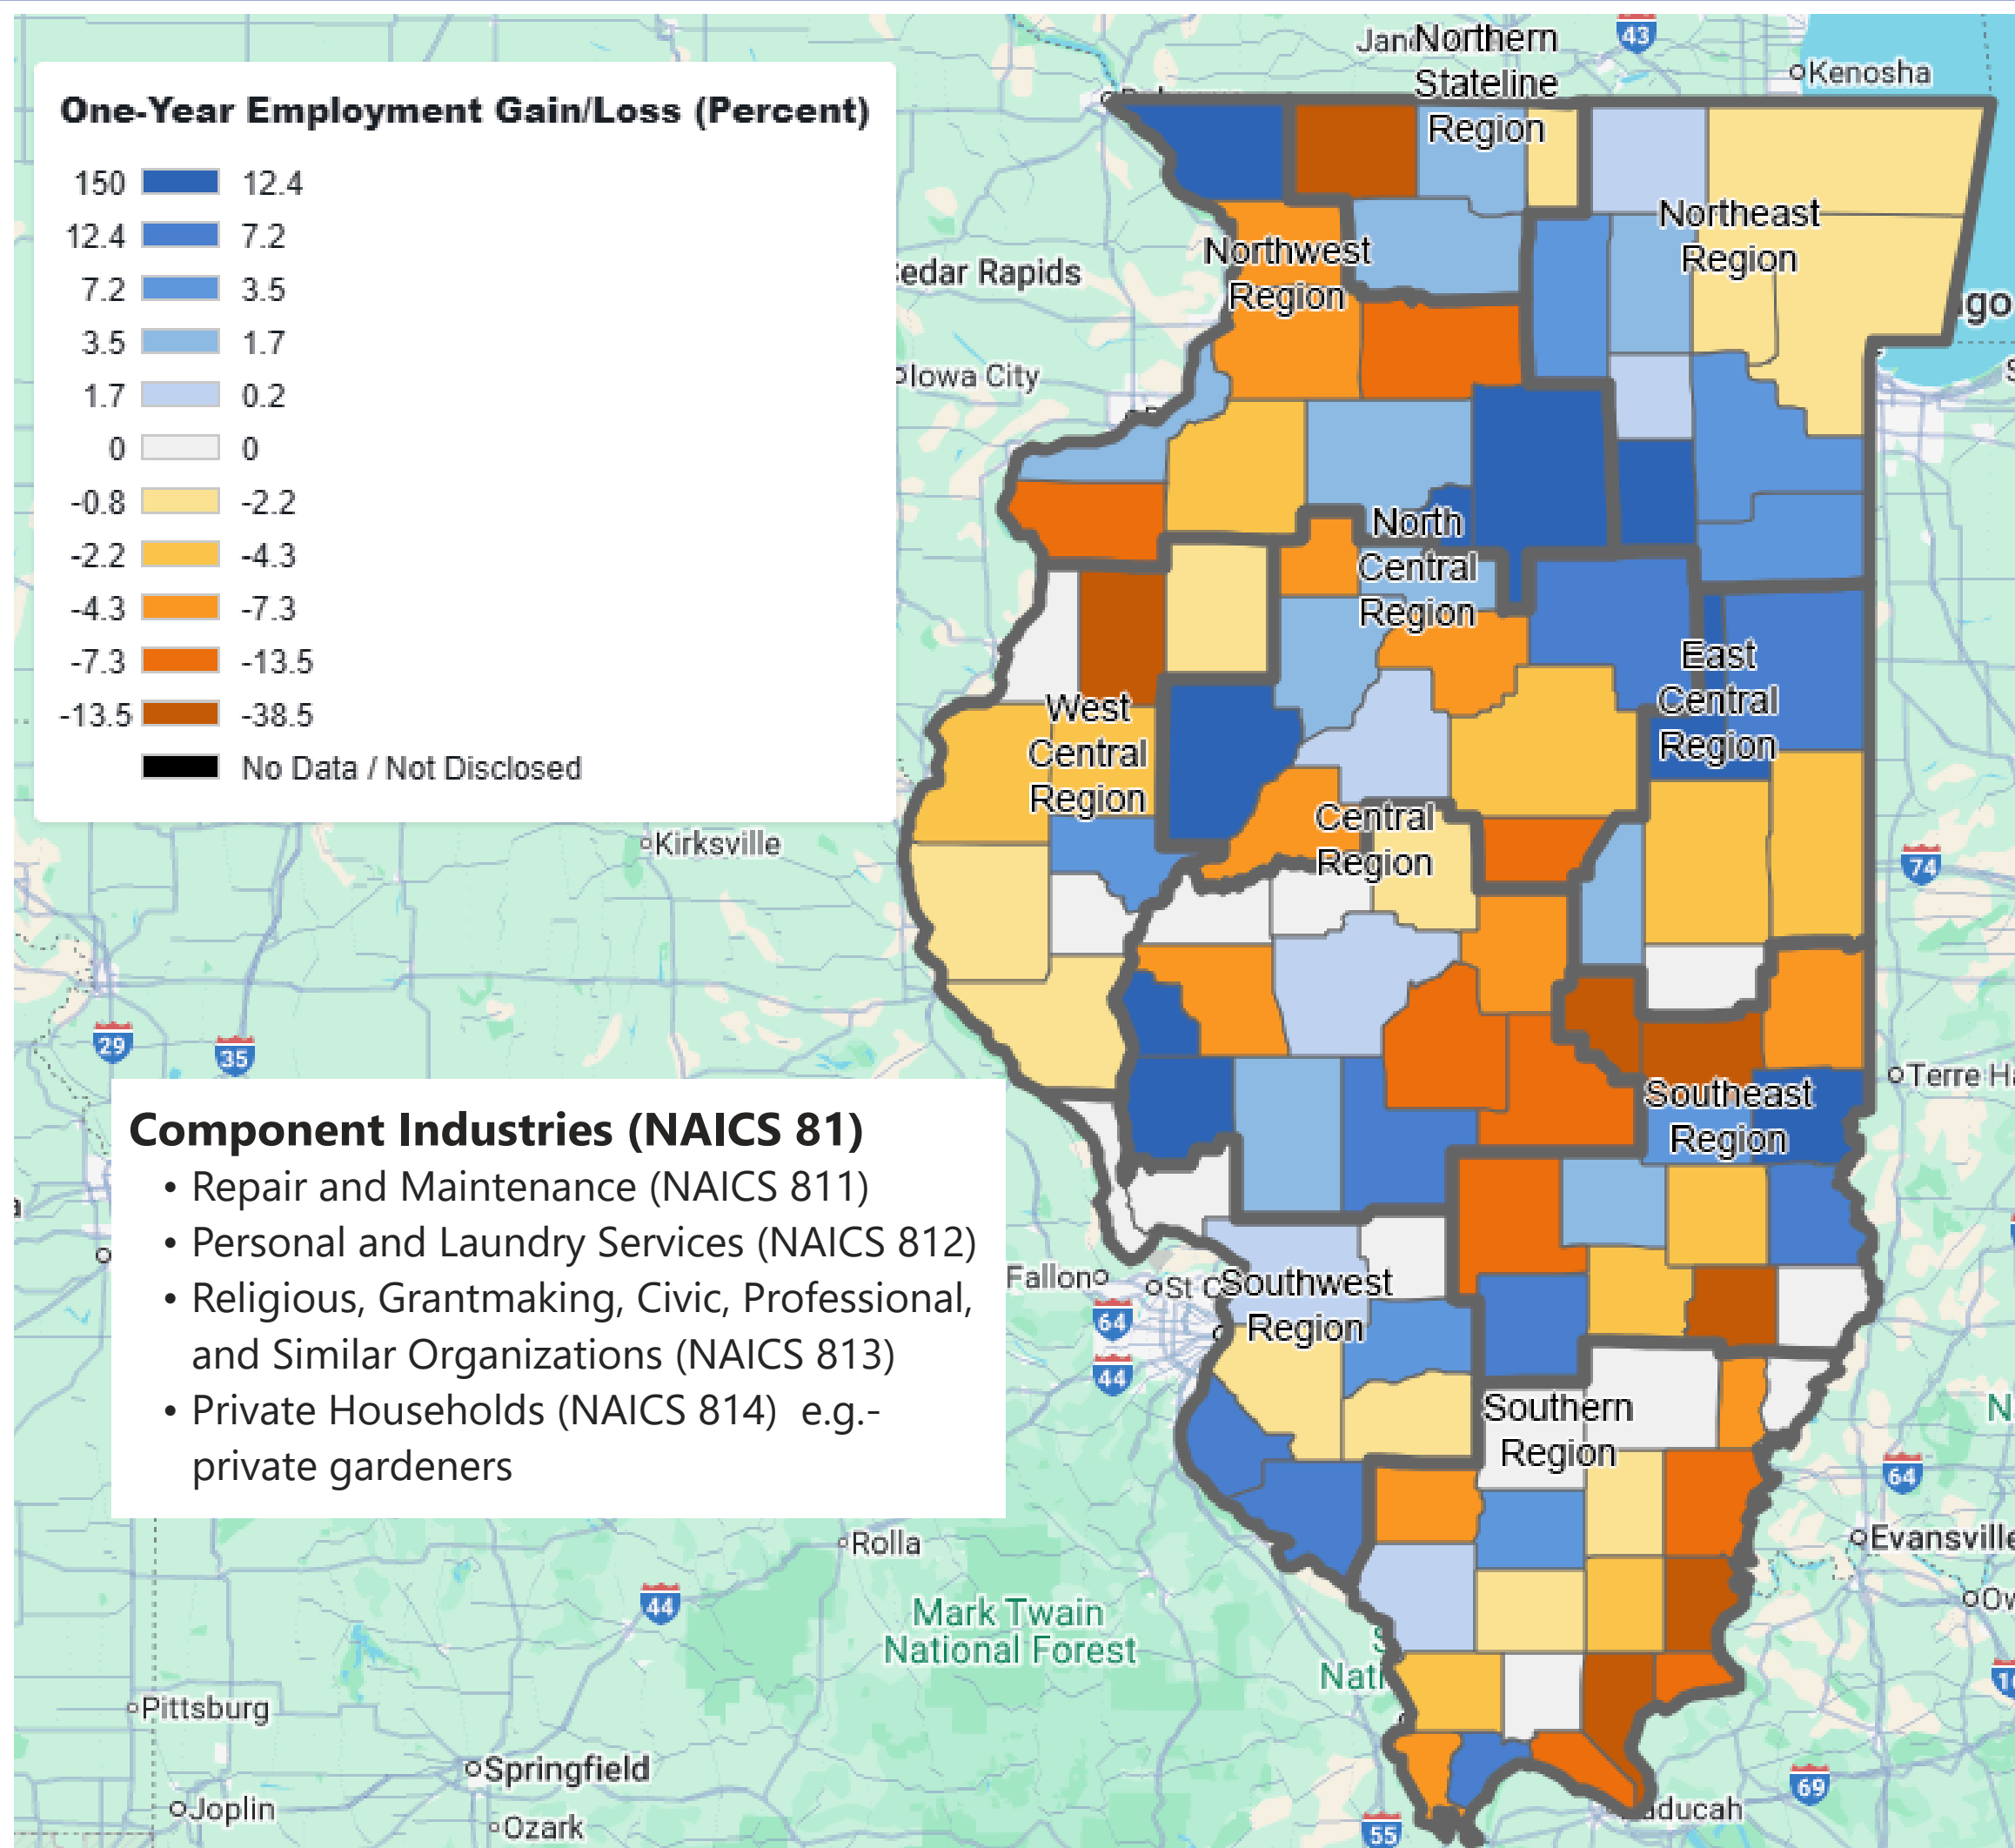 One-Year Employment Gain/Loss (Percent)
150 12.4
12.4 7.2
7.2 3.5
3.5 1.7
1.7 0.2
0 0
-0.8 -2.2
-2.2 -4.3
-4.3 -7.3
-7.3 -13.5
-13.5 -38.5
No Data / Not Disclosed
Northern
Stateline
Region
43
Kenosha
Northeast
Region
Northwest
Region
edar Rapids
Iowa City
North
Central
Region
East
Central
Region
West
Central
Region
Central
Region
Kirksville
74
29
35
Terre H
Southeast
Region
Component Industries (NAICS 81)
• Repair and Maintenance (NAICS 811)
• Personal and Laundry Services (NAICS 812)
• Religious, Grantmaking, Civic, Professional,
and Similar Organizations (NAICS 813)
• Private Households (NAICS 814) e.g.-
private gardeners
Fallon
St C
Southwest
Region
64
44
Southern
Region
64
Evansville
Rolla
44
Mark Twain
National Forest
Nati
Pittsburg
Springfield
Joplin
Ozark
69
aducah
55